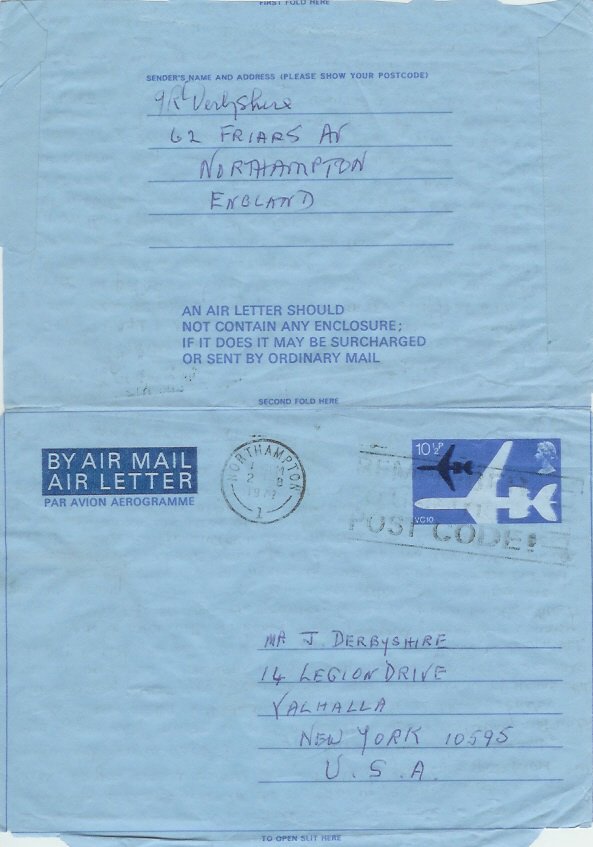 FIRST FOLD HERE
SENDER'S NAME AND ADDRESS (PLEASE SHOW YOUR POSTCODE)
Derbyshire
62 FRIARS AV
NORTHAMPTON
ENGLAND
AN AIR LETTER SHOULD
NOT CONTAIN ANY ENCLOSURE;
IF IT DOES IT MAY BE SURCHARGED
OR SENT BY ORDINARY MAIL
SECOND FOLD HERE
BY AIR MAIL
AIR LETTER
PAR AVION AEROGRAMME
NORTHAMPTON
1
10½P
VC10
POST CODE!
MR J. DERBYSHIRE
14 LEGION DRIVE
VALHALLA
NEW YORK 10595
U.S.A.
TO OPEN SLIT HERE